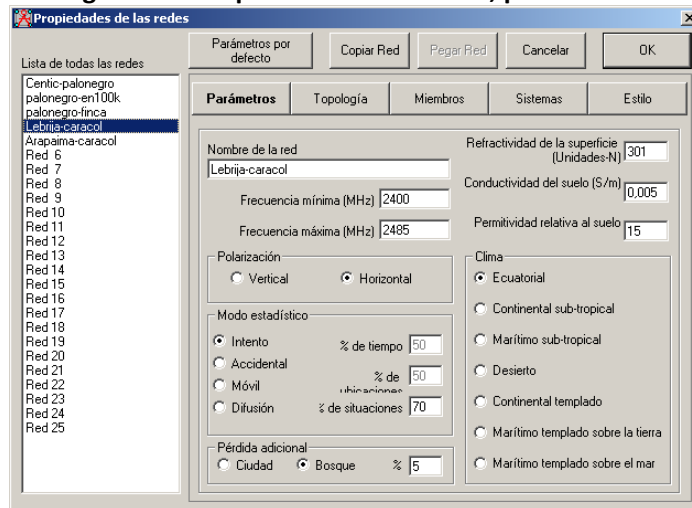 Propiedades de las redes
Lista de todas las redes
Parámetros por defecto
Copiar Red
Pegar Red
Cancelar
OK
Centic-palonegro
palonegro-en100k
palonegro-finca
Lebrija-caracol
Arapaima-caracol
Red 6
Red 7
Red 8
Red 9
Red 10
Red 11
Red 12
Red 13
Red 14
Red 15
Red 16
Red 17
Red 18
Red 19
Red 20
Red 21
Red 22
Red 23
Red 24
Red 25
Parámetros
Topología
Miembros
Sistemas
Estilo
Nombre de la red
Lebrija-caracol
Frecuencia mínima (MHz) 2400
Frecuencia máxima (MHz) 2485
Polarización
Vertical
Horizontal
Modo estadístico
Intento
Accidental
Móvil
Difusión
% de tiempo 50
% de ubicaciones 50
% de situaciones 70
Pérdida adicional
Ciudad
Bosque
% 5
Refractividad de la superficie
(Unidades-N) 301
Conductividad del suelo (S/m) 0,005
Permitividad relativa al suelo 15
Clima
Ecuatorial
Continental sub-tropical
Marítimo sub-tropical
Desierto
Continental templado
Marítimo templado sobre la tierra
Marítimo templado sobre el mar